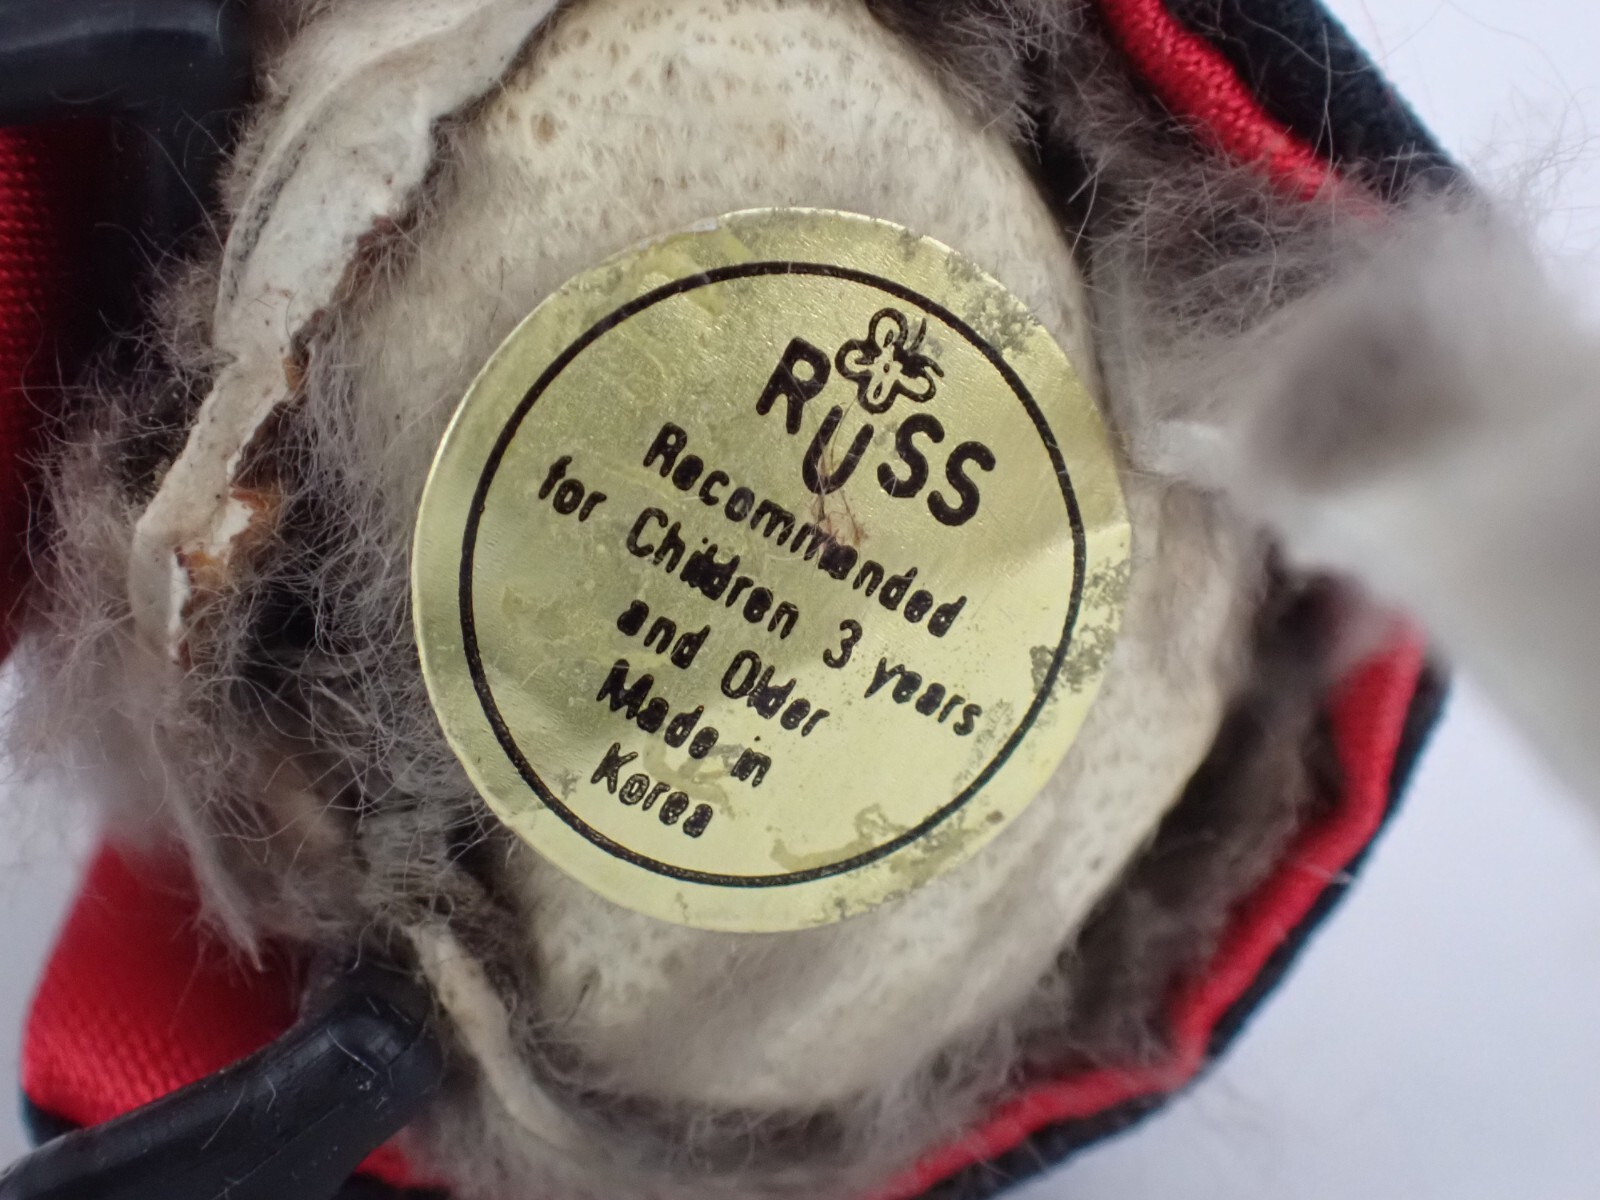 RUSS
Recommended
for Children 3 years
and Older
Made in
Korea